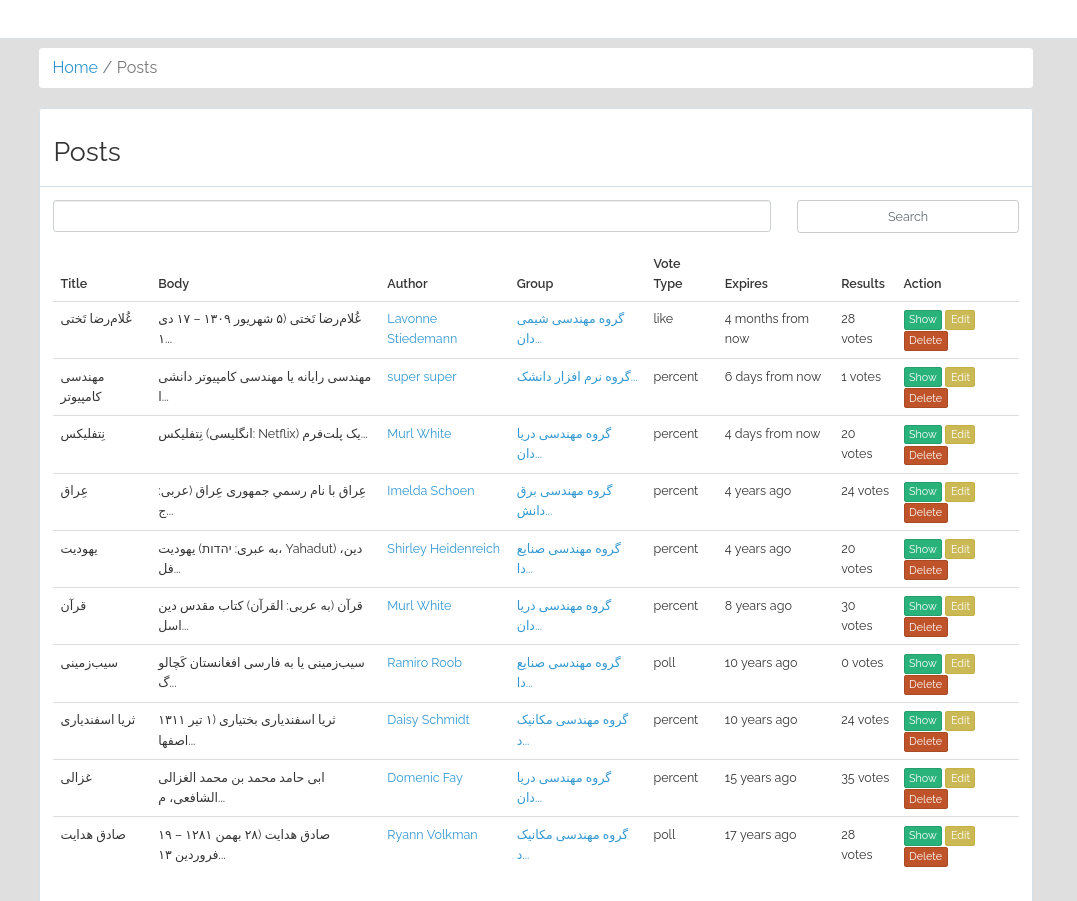 Home / Posts
Posts
Search
Title Body Author Group Vote Type Expires Results Action
غُلام‌رضا تَختی غُلام‌رضا تَختی (۵ شهریور ۱۳۰۹ – ۱۷ دی ۱... Lavonne Stiedemann گروه مهندسی شیمی دان... like 4 months from now 28 votes Show Edit Delete
مهندسی کامپیوتر مهندسی رایانه یا مهندسی کامپیوتر دانشی ا... super super گروه نرم افزار دانشک... percent 6 days from now 1 votes Show Edit Delete
نِتفلیکس نِتفلیکس (انگلیسی: Netflix) یک پلت‌فرم... Murl White گروه مهندسی دریا دان... percent 4 days from now 20 votes Show Edit Delete
عِراق عِراق با نام رسمیِ جمهوری عِراق (عربی: ج... Imelda Schoen گروه مهندسی برق دانش... percent 4 years ago 24 votes Show Edit Delete
یهودیت یهودیت (به عبری: יהדות، Yahadut) دین، فل... Shirley Heidenreich گروه مهندسی صنایع دا... percent 4 years ago 20 votes Show Edit Delete
قرآن قرآن (به عربی: القرآن) کتاب مقدس دین اسل... Murl White گروه مهندسی دریا دان... percent 8 years ago 30 votes Show Edit Delete
سیب‌زمینی سیب‌زمینی یا به فارسی افغانستان کَچالو گ... Ramiro Roob گروه مهندسی صنایع دا... poll 10 years ago 0 votes Show Edit Delete
ثریا اسفندیاری ثریا اسفندیاری بختیاری (۱ تیر ۱۳۱۱ اصفها... Daisy Schmidt گروه مهندسی مکانیک د... percent 10 years ago 24 votes Show Edit Delete
غزالی ابی حامد محمد بن محمد الغزالی الشافعی، م... Domenic Fay گروه مهندسی دریا دان... percent 15 years ago 35 votes Show Edit Delete
صادق هدایت صادق هدایت (۲۸ بهمن ۱۲۸۱ – ۱۹ فروردین ۱۳... Ryann Volkman گروه مهندسی مکانیک د... poll 17 years ago 28 votes Show Edit Delete